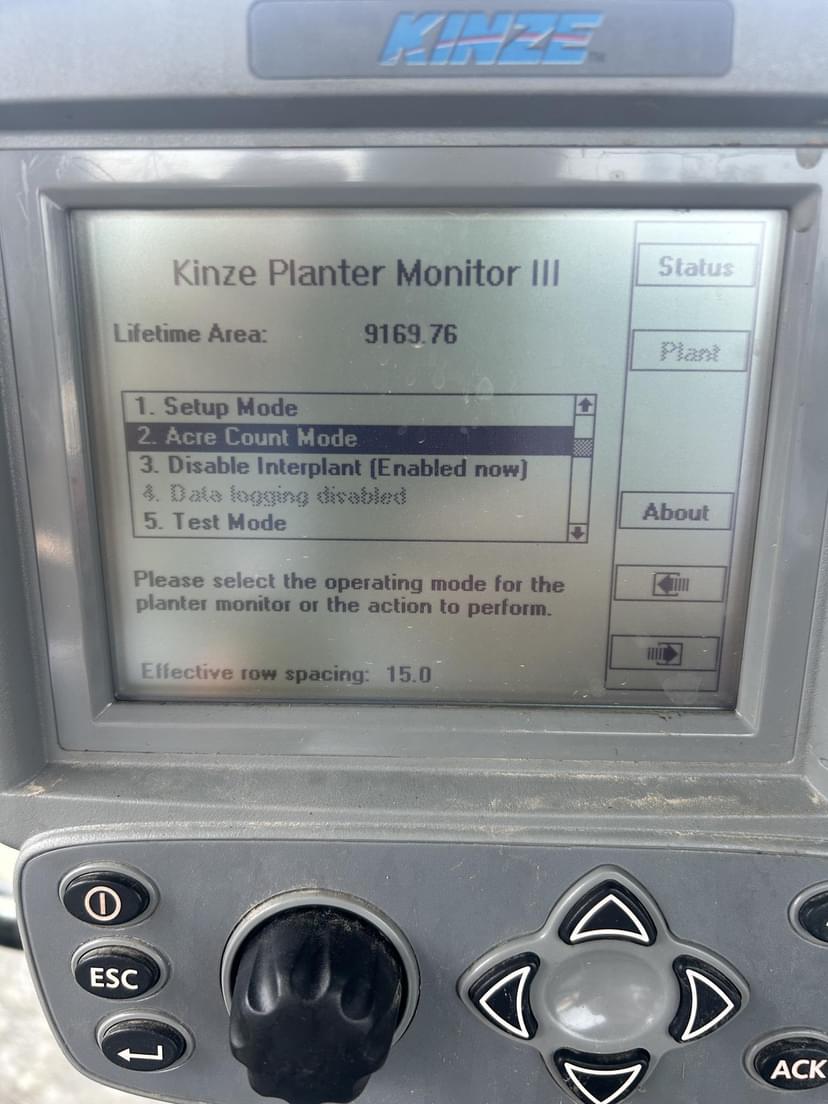 KINZE
Kinze Planter Monitor III
Status
Lifetime Area: 9169.76
Plant
1. Setup Mode
2. Acre Count Mode
3. Disable Interplant (Enabled now)
4. Data logging disabled
5. Test Mode
About
Please select the operating mode for the
planter monitor or the action to perform.
Effective row spacing: 15.0
ESC
ACK